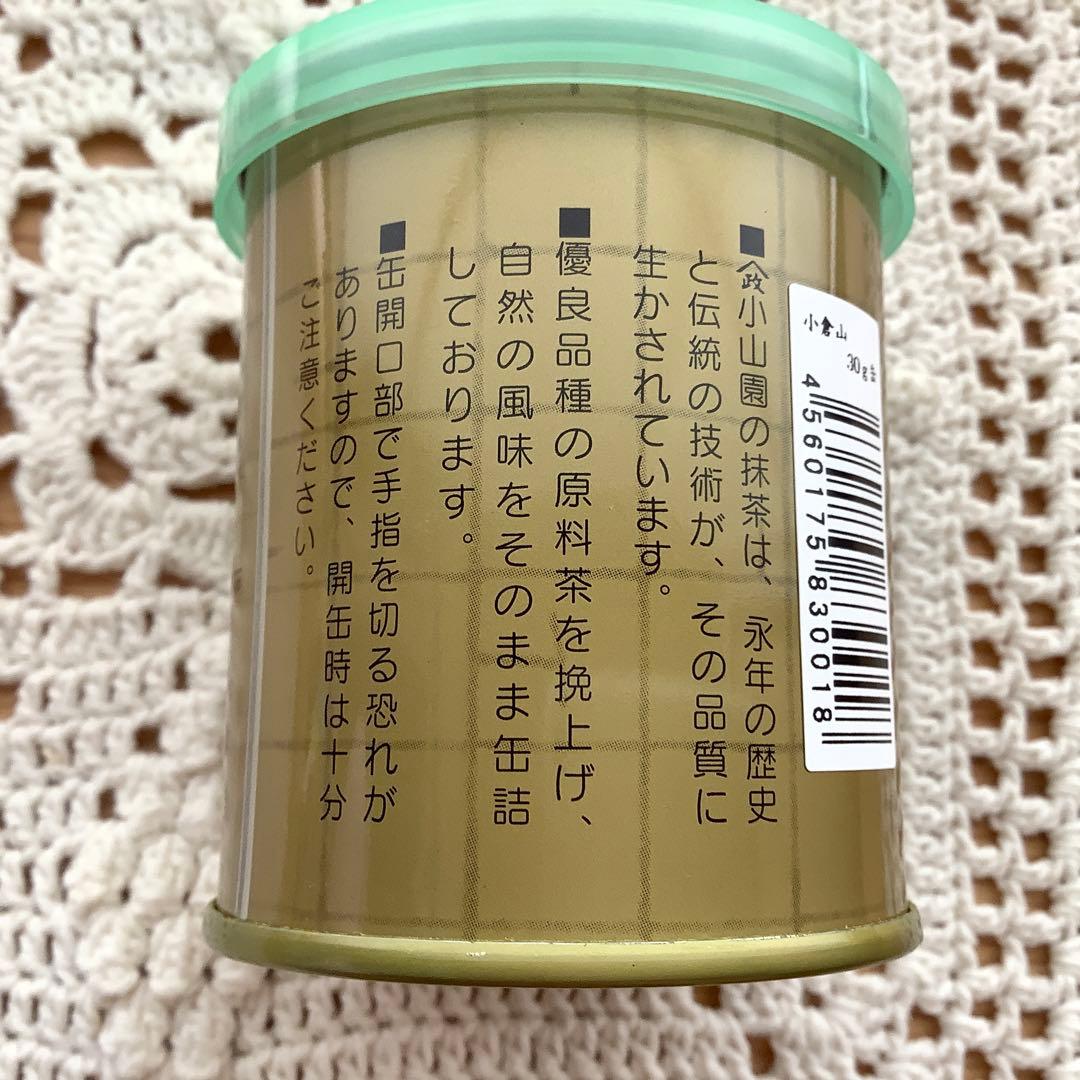 小倉山
30g缶
4560175830018
■政小山園の抹茶は、永年の歴史
と伝統の技術が、その品質に
生かされています。
■優良品種の原料茶を挽上げ、
自然の風味をそのまま缶詰
しております。
■缶開口部で手指を切る恐れが
ありますので、開缶時は十分
ご注意ください。